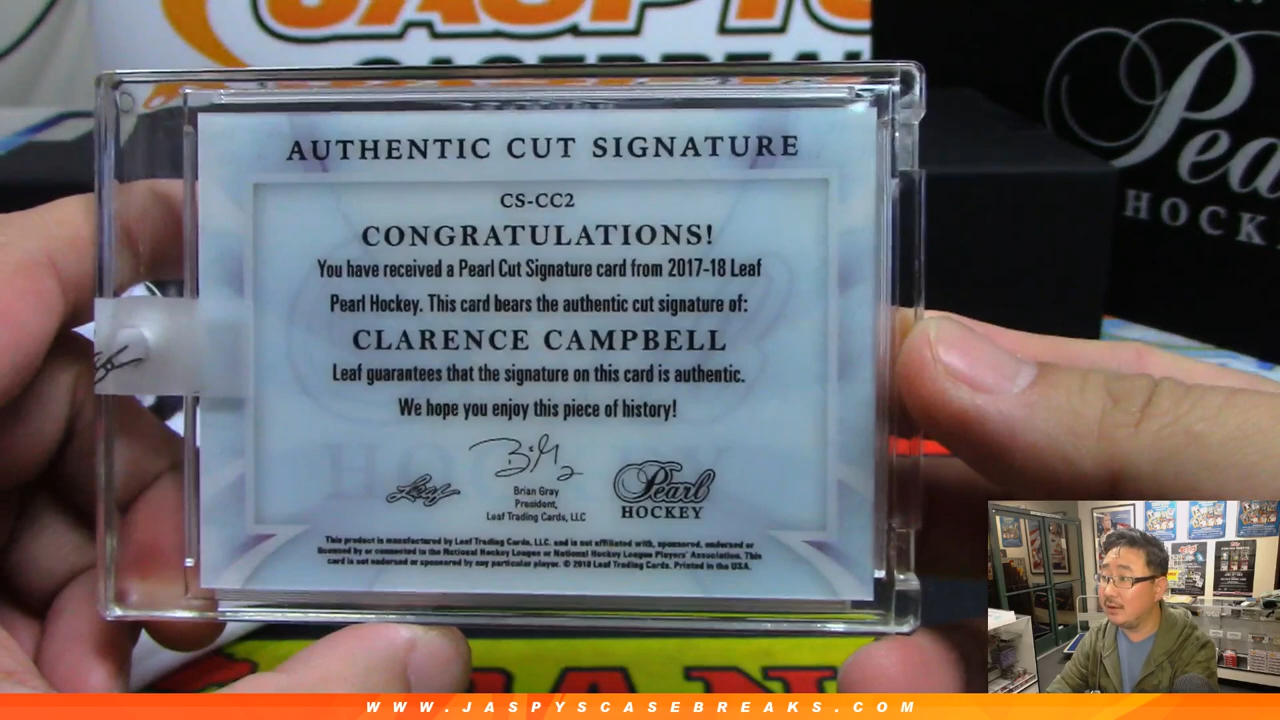 AUTHENTIC CUT SIGNATURE
CS-CC2
CONGRATULATIONS!
You have received a Pearl Cut Signature card from 2017-18 Leaf
Pearl Hockey. This card bears the authentic cut signature of:
CLARENCE CAMPBELL
Leaf guarantees that the signature on this card is authentic.
We hope you enjoy this piece of history!
Brian Gray
President,
Leaf Trading Cards, LLC
Leaf
Pearl
HOCKEY
This product is manufactured by Leaf Trading Cards, LLC. and is not affiliated with, sponsored, endorsed or
licensed by or connected to the National Hockey League or National Hockey League Players' Association. This
card is not endorsed or sponsored by any particular player. © 2018 Leaf Trading Cards. Printed in the U.S.A.
WWW.JASPYSCASEBREAKS.COM